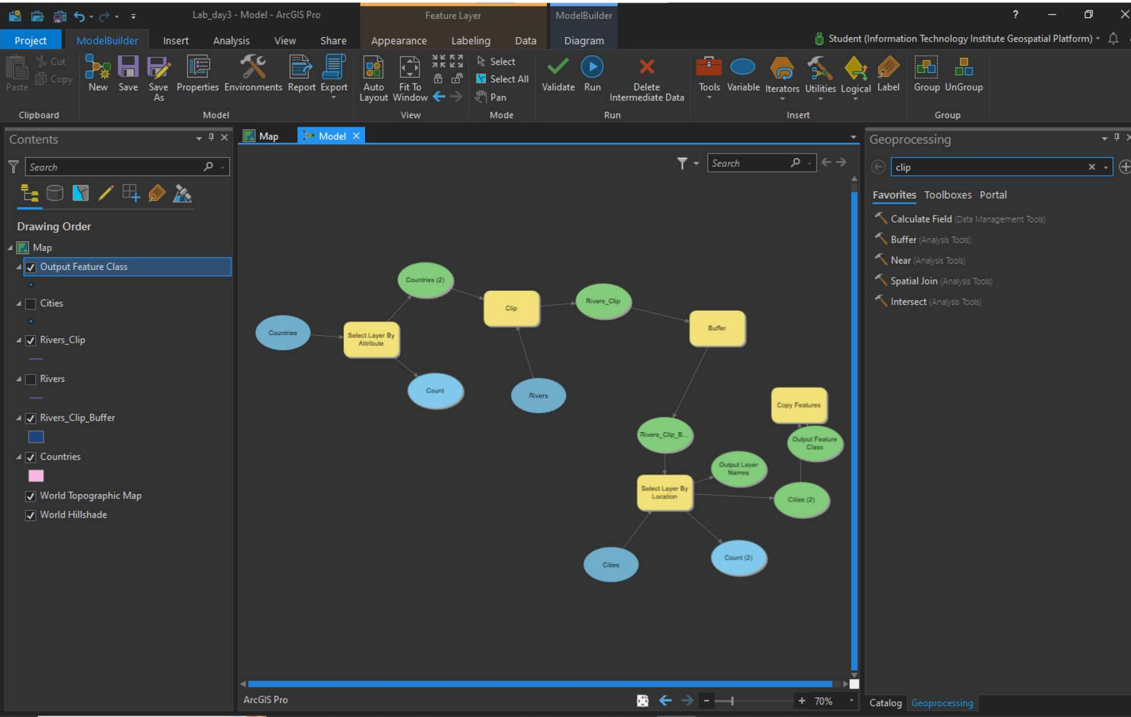 Lab_day3 - Model - ArcGIS Pro
Feature Layer
ModelBuilder
?
Project
ModelBuilder
Insert
Analysis
View
Share
Appearance
Labeling
Data
Diagram
Student (Information Technology Institute Geospatial Platform)
Paste
Cut
Copy
New
Save
Save As
Properties
Environments
Report
Export
Auto Layout
Fit To Window
Select
Select All
Pan
Validate
Run
Delete Intermediate Data
Tools
Variable
Iterators
Utilities
Logical
Label
Group
UnGroup
Clipboard
Model
View
Mode
Run
Insert
Group
Contents
Search
Drawing Order
Map
Output Feature Class
Cities
Rivers_Clip
Rivers
Rivers_Clip_Buffer
Countries
World Topographic Map
World Hillshade
Map
Model
Search
Countries (2)
Clip
Rivers_Clip
Countries
Select Layer By
Attribute
Buffer
Count
Rivers
Copy Features
Rivers_Clip_B...
Output Feature
Class
Output Layer
Names
Select Layer By
Location
Cities (2)
Cities
Count (2)
ArcGIS Pro
70%
Geoprocessing
clip
Favorites
Toolboxes
Portal
Calculate Field (Data Management Tools)
Buffer (Analysis Tools)
Near (Analysis Tools)
Spatial Join (Analysis Tools)
Intersect (Analysis Tools)
Catalog
Geoprocessing